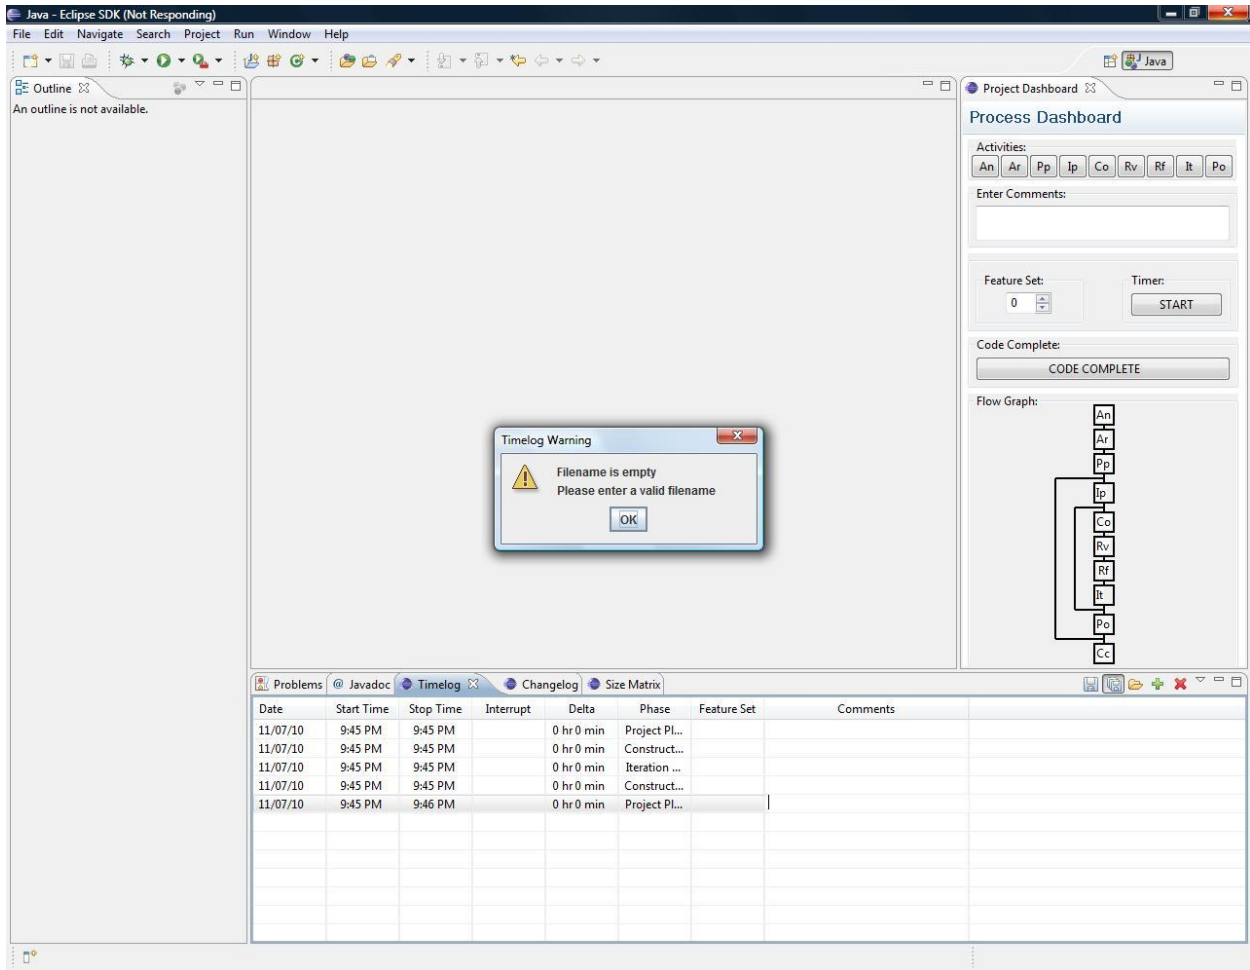 Java - Eclipse SDK (Not Responding)
File Edit Navigate Search Project Run Window Help
Java
Outline
An outline is not available.
Project Dashboard
Process Dashboard
Activities:
An Ar Pp Ip Co Rv Rf It Po
Enter Comments:
Feature Set:
0
Timer:
START
Code Complete:
CODE COMPLETE
Flow Graph:
An
Ar
Pp
Ip
Co
Rv
Rf
It
Po
Cc
Timelog Warning
Filename is empty
Please enter a valid filename
OK
Problems @ Javadoc Timelog Changelog Size Matrix
Date Start Time Stop Time Interrupt Delta Phase Feature Set Comments
11/07/10 9:45 PM 9:45 PM 0 hr 0 min Project Pl...
11/07/10 9:45 PM 9:45 PM 0 hr 0 min Construct...
11/07/10 9:45 PM 9:45 PM 0 hr 0 min Iteration ...
11/07/10 9:45 PM 9:45 PM 0 hr 0 min Construct...
11/07/10 9:45 PM 9:46 PM 0 hr 0 min Project Pl...